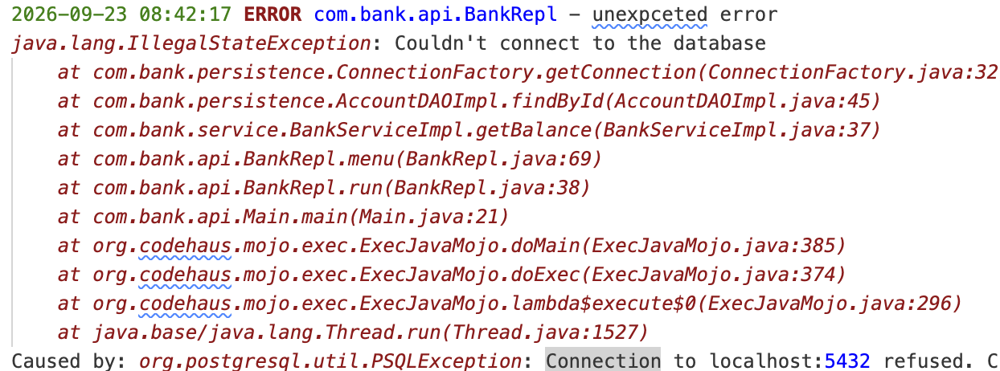 2026-09-23 08:42:17 ERROR com.bank.api.BankRepl – unexpceted error
java.lang.IllegalStateException: Couldn't connect to the database
at com.bank.persistence.ConnectionFactory.getConnection(ConnectionFactory.java:32
at com.bank.persistence.AccountDAOImpl.findById(AccountDAOImpl.java:45)
at com.bank.service.BankServiceImpl.getBalance(BankServiceImpl.java:37)
at com.bank.api.BankRepl.menu(BankRepl.java:69)
at com.bank.api.BankRepl.run(BankRepl.java:38)
at com.bank.api.Main.main(Main.java:21)
at org.codehaus.mojo.exec.ExecJavaMojo.doMain(ExecJavaMojo.java:385)
at org.codehaus.mojo.exec.ExecJavaMojo.doExec(ExecJavaMojo.java:374)
at org.codehaus.mojo.exec.ExecJavaMojo.lambda$execute$0(ExecJavaMojo.java:296)
at java.base/java.lang.Thread.run(Thread.java:1527)
Caused by: org.postgresql.util.PSQLException: Connection to localhost:5432 refused. C